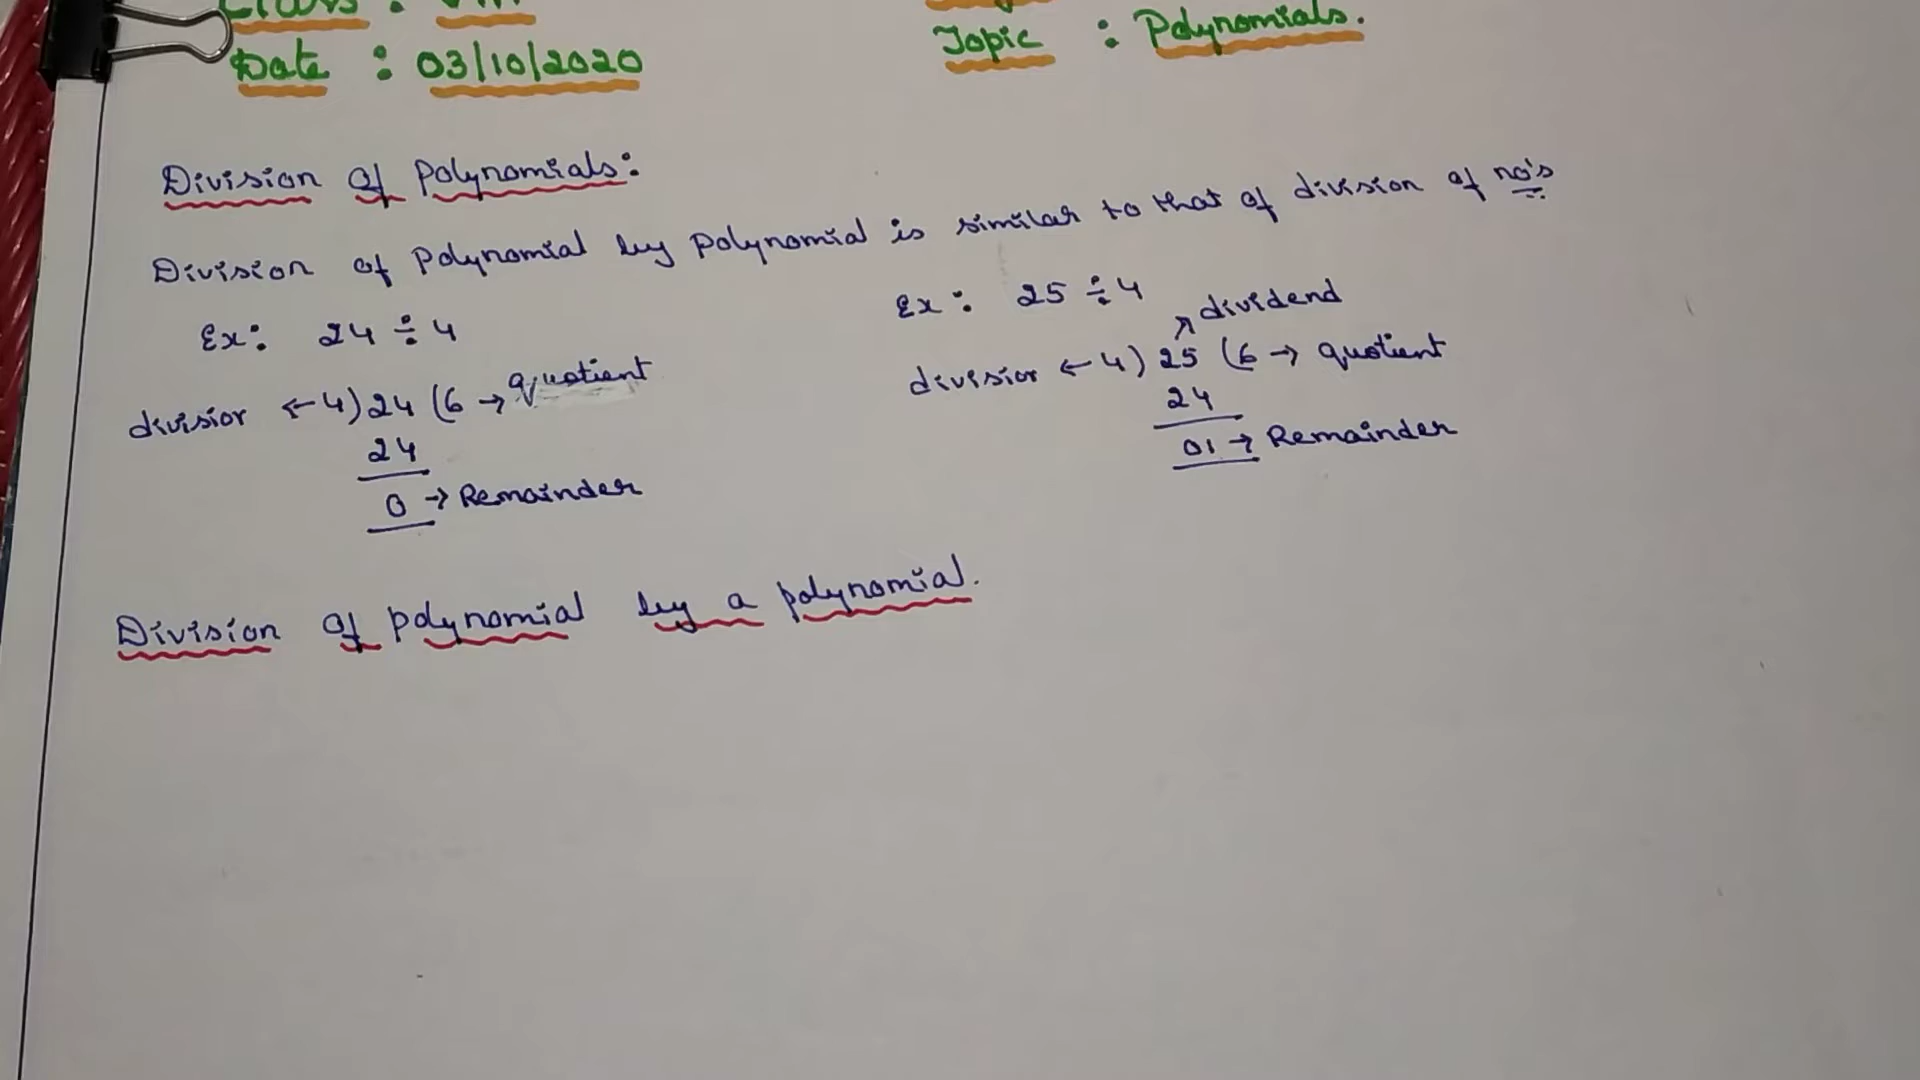 Date : 03/10/2020
Topic : Polynomials.
Division of Polynomials:
Division of Polynomial by Polynomial is similar to that of division of no's
Ex: 24 ÷ 4
divisior ← 4) 24 (6 → quotient
24
0 → Remainder
Ex: 25 ÷ 4
dividend
divisior ← 4) 25 (6 → quotient
24
01 → Remainder
Division of polynomial by a polynomial.